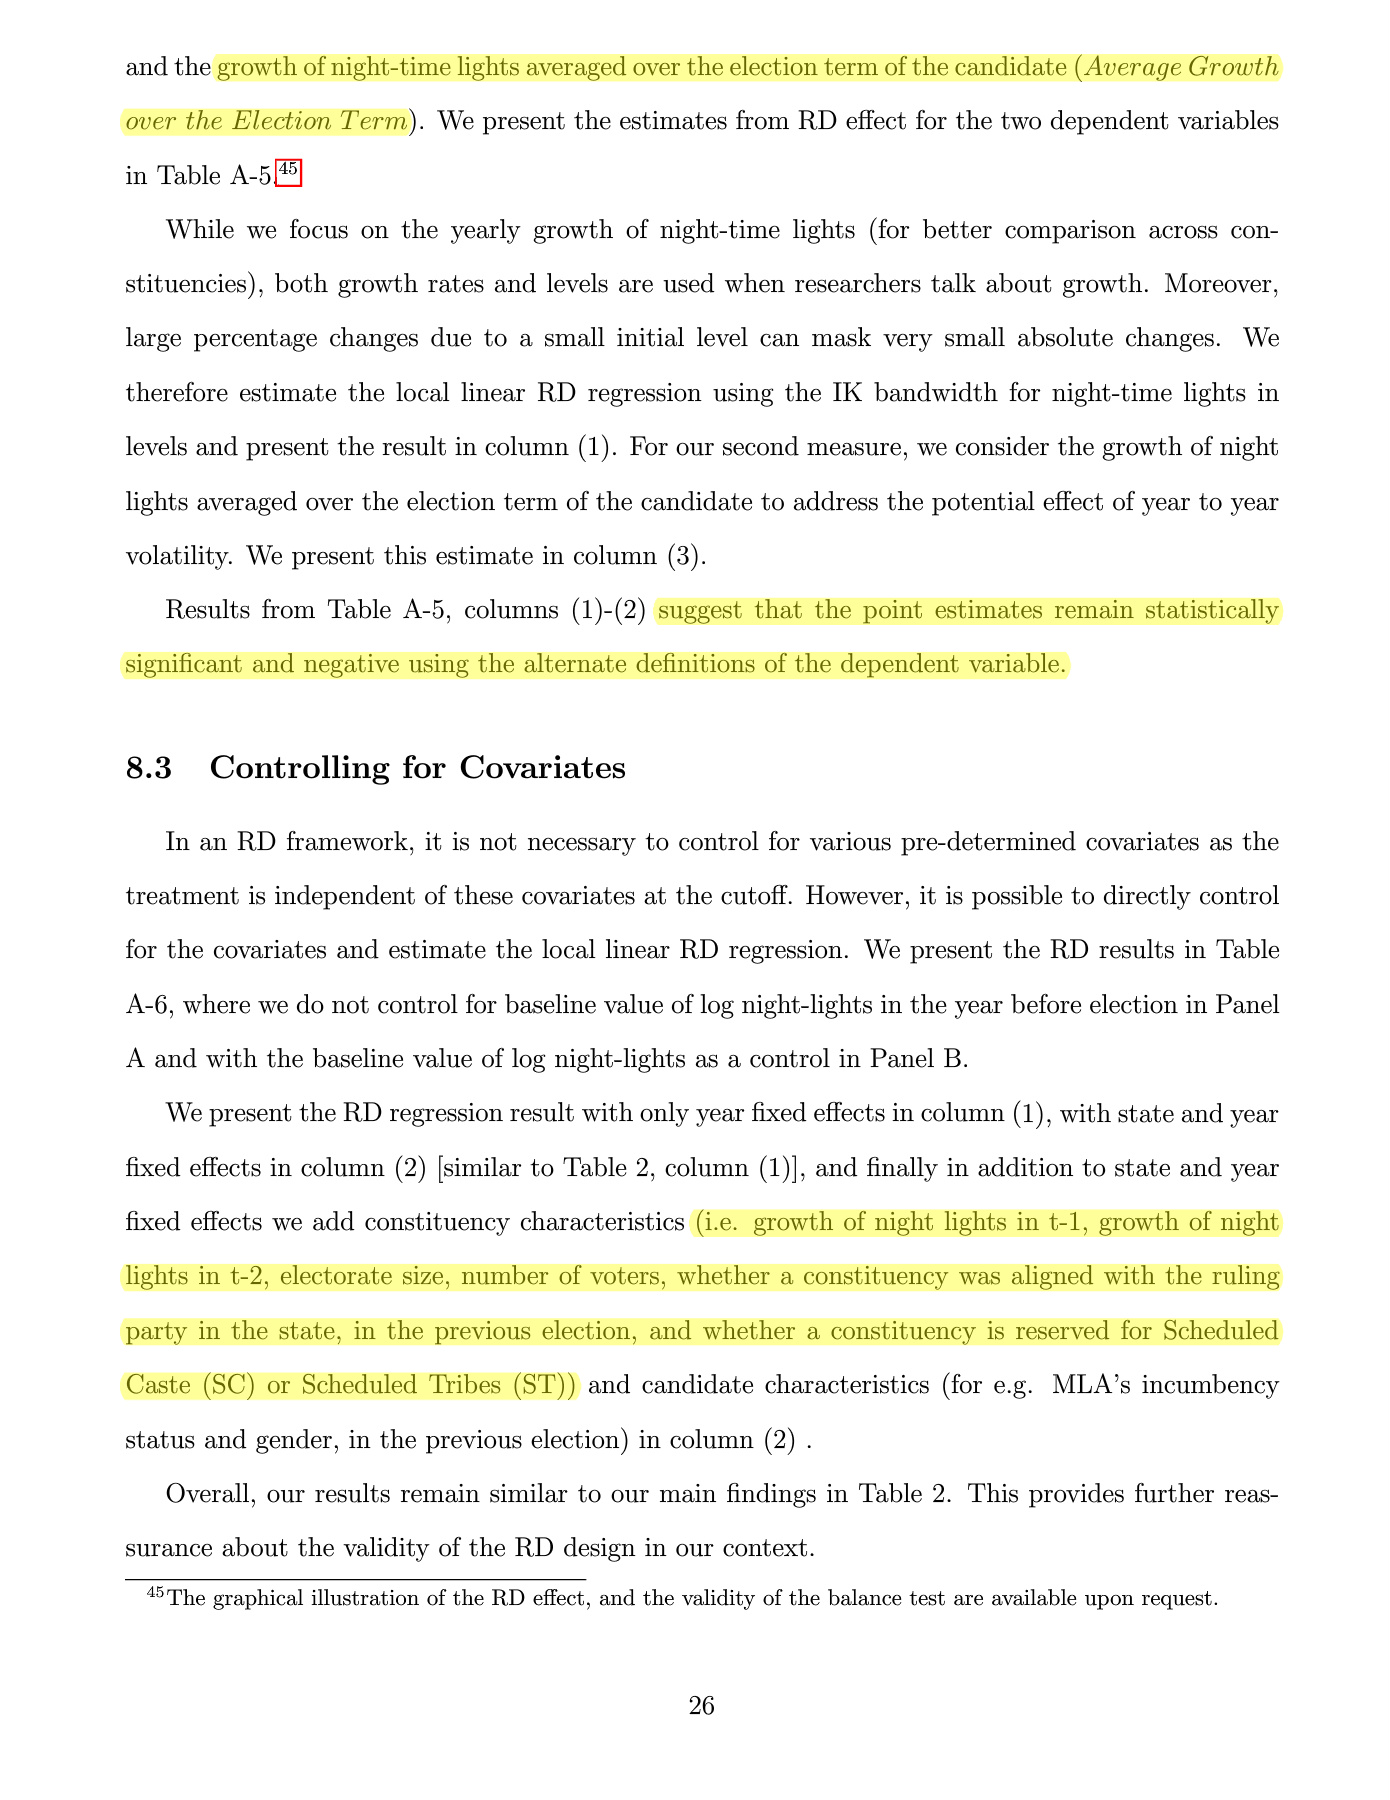 and the growth of night-time lights averaged over the election term of the candidate (Average Growth
over the Election Term). We present the estimates from RD effect for the two dependent variables
in Table A-5.45
While we focus on the yearly growth of night-time lights (for better comparison across con-
stituencies), both growth rates and levels are used when researchers talk about growth. Moreover,
large percentage changes due to a small initial level can mask very small absolute changes. We
therefore estimate the local linear RD regression using the IK bandwidth for night-time lights in
levels and present the result in column (1). For our second measure, we consider the growth of night
lights averaged over the election term of the candidate to address the potential effect of year to year
volatility. We present this estimate in column (3).
Results from Table A-5, columns (1)-(2) suggest that the point estimates remain statistically
significant and negative using the alternate definitions of the dependent variable.
8.3 Controlling for Covariates
In an RD framework, it is not necessary to control for various pre-determined covariates as the
treatment is independent of these covariates at the cutoff. However, it is possible to directly control
for the covariates and estimate the local linear RD regression. We present the RD results in Table
A-6, where we do not control for baseline value of log night-lights in the year before election in Panel
A and with the baseline value of log night-lights as a control in Panel B.
We present the RD regression result with only year fixed effects in column (1), with state and year
fixed effects in column (2) [similar to Table 2, column (1)], and finally in addition to state and year
fixed effects we add constituency characteristics (i.e. growth of night lights in t-1, growth of night
lights in t-2, electorate size, number of voters, whether a constituency was aligned with the ruling
party in the state, in the previous election, and whether a constituency is reserved for Scheduled
Caste (SC) or Scheduled Tribes (ST)) and candidate characteristics (for e.g. MLA's incumbency
status and gender, in the previous election) in column (2) .
Overall, our results remain similar to our main findings in Table 2. This provides further reas-
surance about the validity of the RD design in our context.
45The graphical illustration of the RD effect, and the validity of the balance test are available upon request.
26